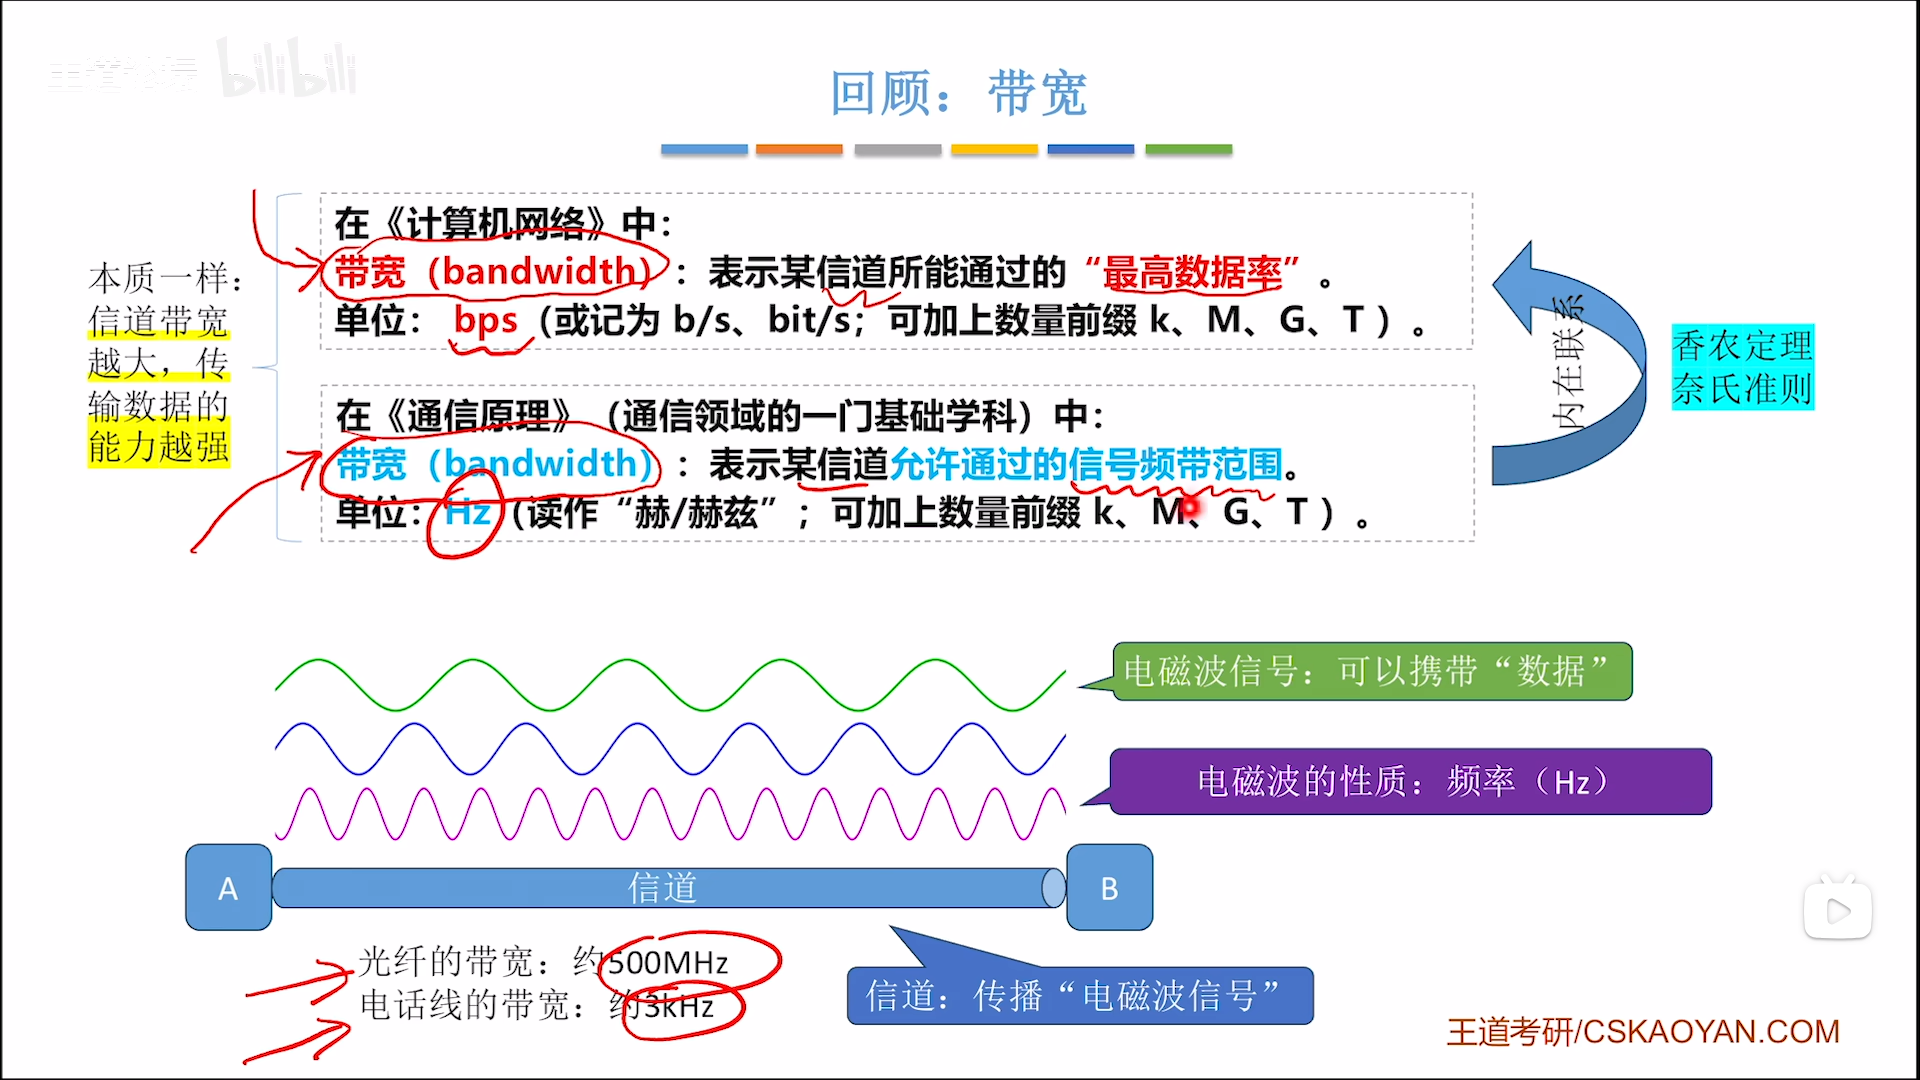 王道论坛 bilibili
回顾：带宽
在《计算机网络》中：
带宽（bandwidth）：表示某信道所能通过的“最高数据率”。
单位： bps（或记为 b/s、bit/s；可加上数量前缀 k、M、G、T ）。
本质一样：
信道带宽
越大，传
输数据的
能力越强
在《通信原理》（通信领域的一门基础学科）中：
带宽（bandwidth）：表示某信道允许通过的信号频带范围。
单位： Hz（读作“赫/赫兹”；可加上数量前缀 k、M、G、T ）。
内在联系
香农定理
奈氏准则
电磁波信号：可以携带“数据”
电磁波的性质：频率（Hz）
A
信道
B
光纤的带宽：约500MHz
电话线的带宽：约3kHz
信道：传播“电磁波信号”
王道考研/CSKAOYAN.COM